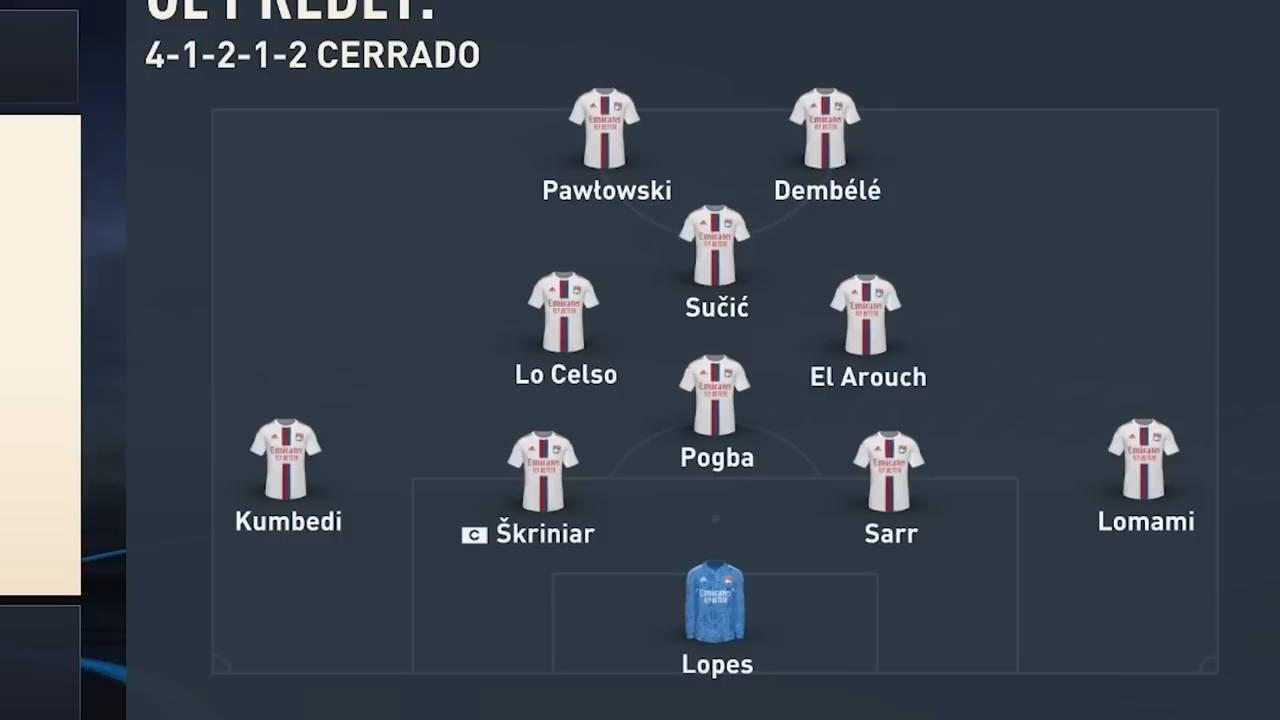 4-1-2-1-2 CERRADO
Pawłowski
Dembélé
Sučić
Lo Celso
El Arouch
Pogba
Kumbedi
C Škriniar
Sarr
Lomami
Lopes